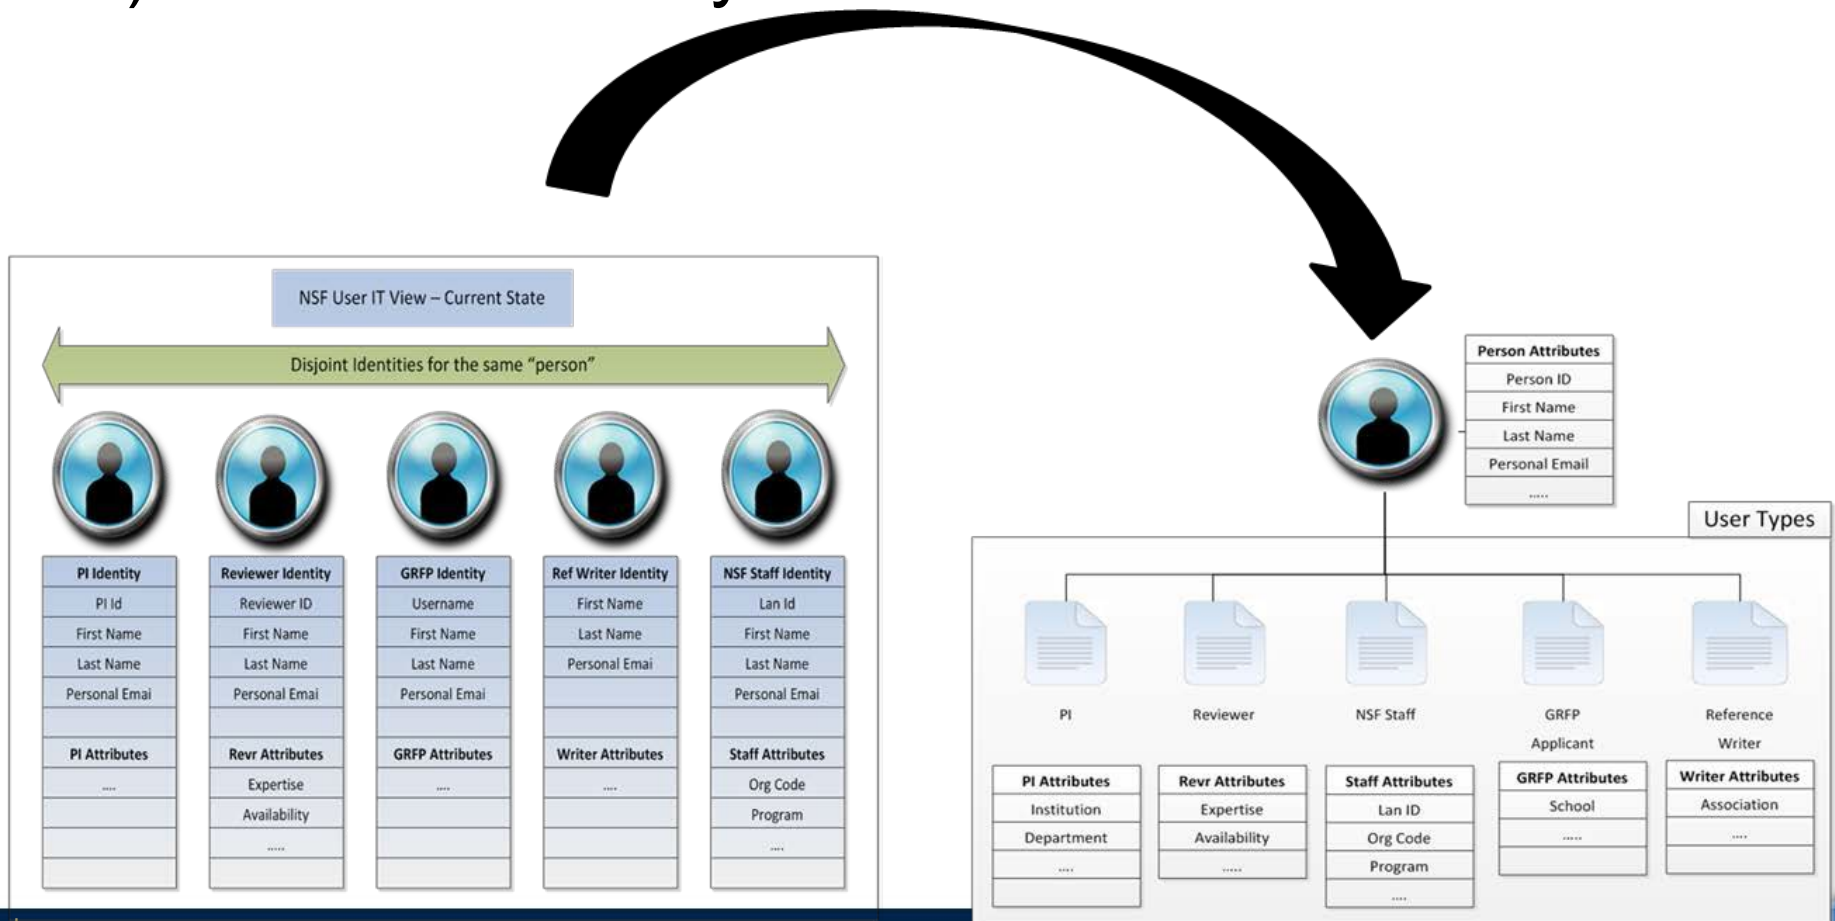 NSF User IT View – Current State
Disjoint Identities for the same “person”
PI Identity
PI Id
First Name
Last Name
Personal Emai
PI Attributes
....
Reviewer Identity
Reviewer ID
First Name
Last Name
Personal Emai
Revr Attributes
Expertise
Availability
.....
GRFP Identity
Username
First Name
Last Name
Personal Emai
GRFP Attributes
....
Ref Writer Identity
First Name
Last Name
Personal Emai
Writer Attributes
....
NSF Staff Identity
Lan Id
First Name
Last Name
Personal Emai
Staff Attributes
Org Code
Program
....
Person Attributes
Person ID
First Name
Last Name
Personal Email
.....
User Types
PI
Reviewer
NSF Staff
GRFP
Applicant
Reference
Writer
PI Attributes
Institution
Department
....
Revr Attributes
Expertise
Availability
.....
Staff Attributes
Lan ID
Org Code
Program
....
GRFP Attributes
School
.....
Writer Attributes
Association
....